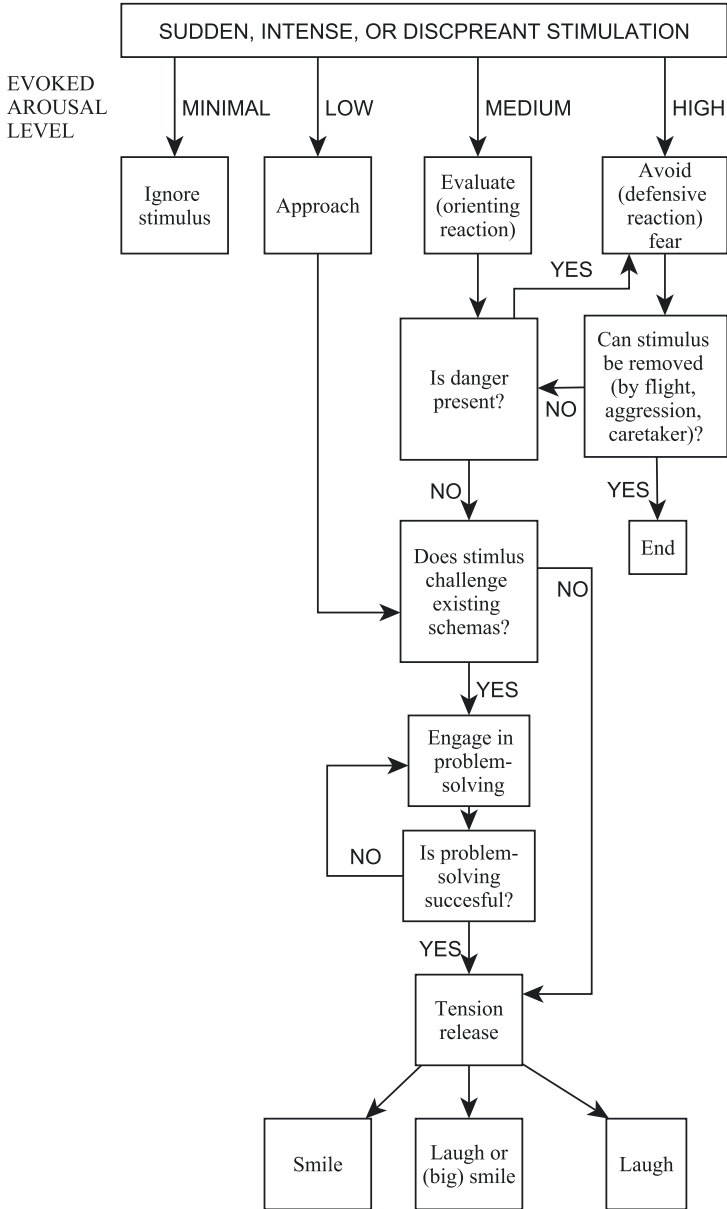 SUDDEN, INTENSE, OR DISCPREANT STIMULATION
EVOKED
AROUSAL
LEVEL
MINIMAL
LOW
MEDIUM
HIGH
Ignore
stimulus
Approach
Evaluate
(orienting
reaction)
Avoid
(defensive
reaction)
fear
YES
Is danger
present?
NO
Can stimulus
be removed
(by flight,
aggression,
caretaker)?
NO
YES
End
Does stimlus
challenge
existing
schemas?
NO
YES
Engage in
problem-
solving
NO
Is problem-
solving
succesful?
YES
Tension
release
Smile
Laugh or
(big) smile
Laugh